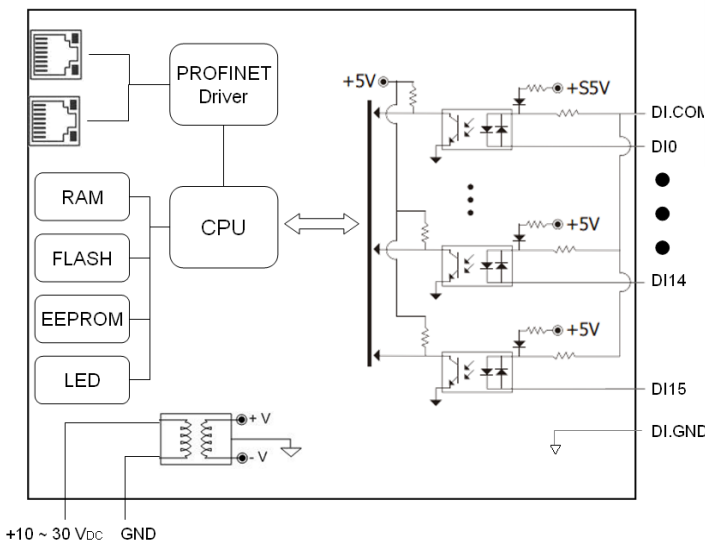 PROFINET
Driver
RAM
FLASH
EEPROM
LED
CPU
+5V
+S5V
DI.COM
DI0
+5V
DI14
+5V
DI15
DI.GND
+ V
- V
+10 ~ 30 VDC
GND